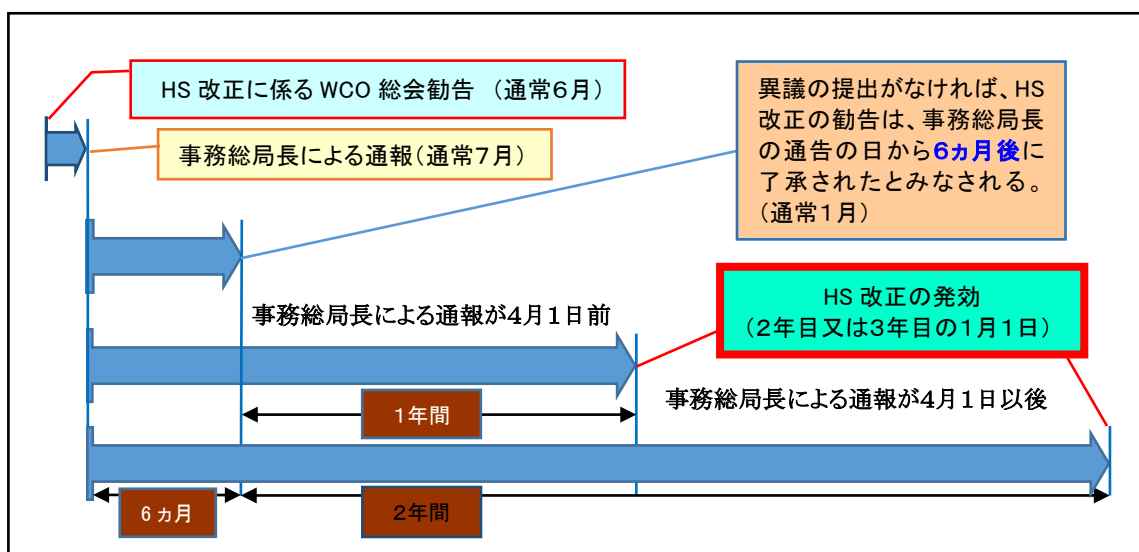 HS 改正に係る WCO 総会勧告 (通常6月)
事務総局長による通報(通常7月)
異議の提出がなければ、HS
改正の勧告は、事務総局長
の通告の日から6ヵ月後に
了承されたとみなされる。
(通常1月)
HS 改正の発効
(2年目又は3年目の1月1日)
事務総局長による通報が4月1日前
1年間
事務総局長による通報が4月1日以後
6ヵ月
2年間